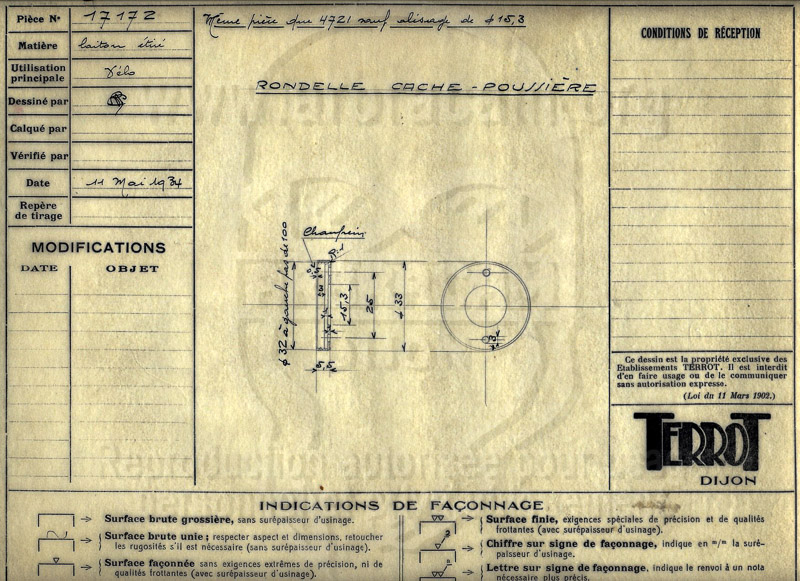 Pièce N° 17172
Matière laiton étiré
Utilisation
principale Vélo
Dessiné par
Calqué par
Vérifié par
Date 11 Mai 1934
Repère
de tirage
MODIFICATIONS
DATE OBJET
Même pièce que 4721 sauf alésage de φ 15,3
RONDELLE CACHE-POUSSIÈRE
Chanfrein
φ 32 à gauche pas de 100
15,3
25
φ 33
3
5,5
CONDITIONS DE RÉCEPTION
Ce dessin est la propriété exclusive des
Etablissements TERROT. Il est interdit
d'en faire usage ou de le communiquer
sans autorisation expresse.
(Loi du 11 Mars 1902.)
TERROT
DIJON
INDICATIONS DE FAÇONNAGE
Surface brute grossière, sans surépaisseur d'usinage.
Surface brute unie ; respecter aspect et dimensions, retoucher
les rugosités s'il est nécessaire (sans surépaisseur d'usinage).
Surface façonnée sans exigences extrêmes de précision, ni de
qualités frottantes (avec surépaisseur d'usinage).
Surface finie, exigences spéciales de précision et de qualités
frottantes (avec surépaisseur d'usinage).
Chiffre sur signe de façonnage, indique en m/m la suré-
paisseur d'usinage.
Lettre sur signe de façonnage, indique le renvoi à un nota
nécessaire plus précis.